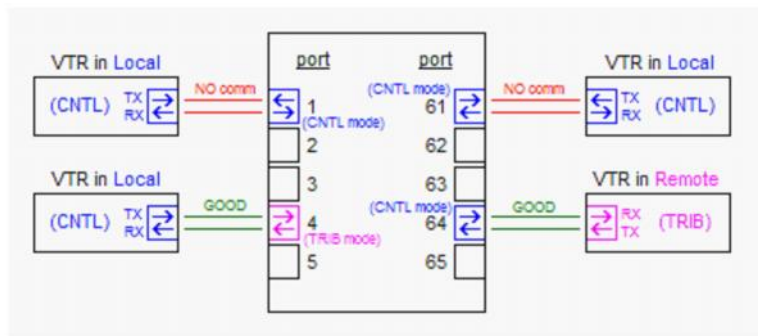 VTR in Local
(CNTL) TX RX
NO comm
VTR in Local
(CNTL) TX RX
GOOD
port port
1 (CNTL mode) 61
(CNTL mode)
2 62
3 63
4 (CNTL mode) 64
(TRIB mode)
5 65
VTR in Local
NO comm
TX RX (CNTL)
VTR in Remote
GOOD
RX TX (TRIB)